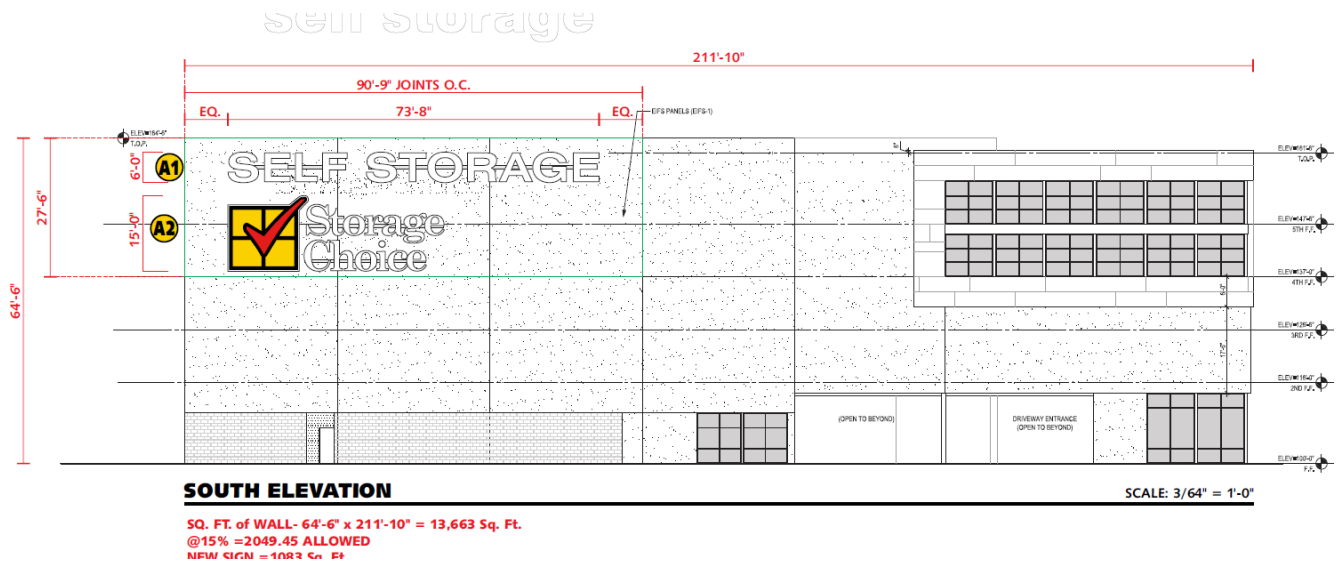 Self Storage
211'-10"
90'-9" JOINTS O.C.
EQ.
73'-8"
EQ.
EIFS PANELS (EIFS-1)
ELEV=164'-6"
T.O.P.
ELEV=161'-6"
T.O.P.
6'-0"
A1
SELF STORAGE
27'-6"
15'-0"
A2
Storage
Choice
ELEV=147'-6"
5TH F.F.
ELEV=137'-0"
4TH F.F.
64'-6"
ELEV=126'-6"
3RD F.F.
ELEV=116'-0"
2ND F.F.
(OPEN TO BEYOND)
DRIVEWAY ENTRANCE
(OPEN TO BEYOND)
ELEV=100'-0"
F.F.
SOUTH ELEVATION
SCALE: 3/64" = 1'-0"
SQ. FT. of WALL- 64'-6" x 211'-10" = 13,663 Sq. Ft.
@15% =2049.45 ALLOWED
NEW SIGN =1083 Sq. Ft.